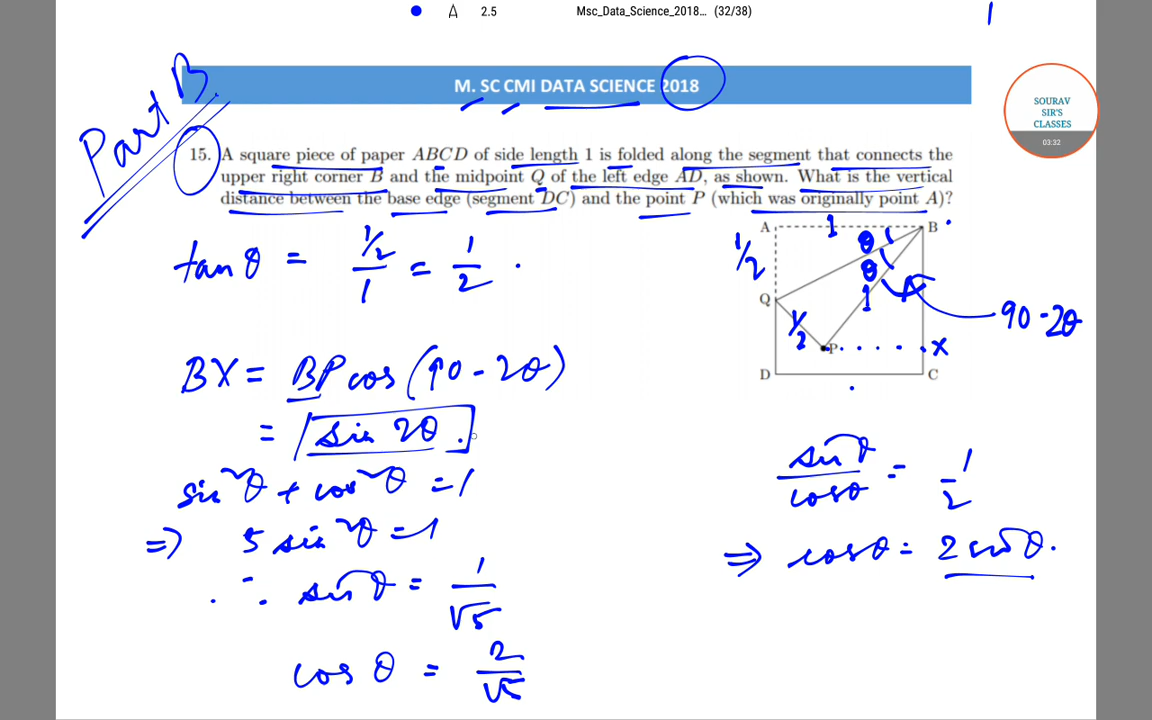 A 2.5 Msc_Data_Science_2018... (32/38)
1
M. SC CMI DATA SCIENCE 2018
SOURAV
SIR'S
CLASSES
03:32
Part B
15. A square piece of paper ABCD of side length 1 is folded along the segment that connects the
upper right corner B and the midpoint Q of the left edge AD, as shown. What is the vertical
distance between the base edge (segment DC) and the point P (which was originally point A)?
A 1 B
1/2 θ
θ
Q 1
1/2
P X
D C
90-2θ
tan θ = 1/2 / 1 = 1/2 .
BX = BP cos (90 - 2θ)
= sin 2θ .
sin²θ + cos²θ = 1
⇒ 5 sin²θ = 1
∴ sin θ = 1/√5
cos θ = 2/√5
sin θ / cos θ = 1/2
⇒ cos θ = 2 sin θ.